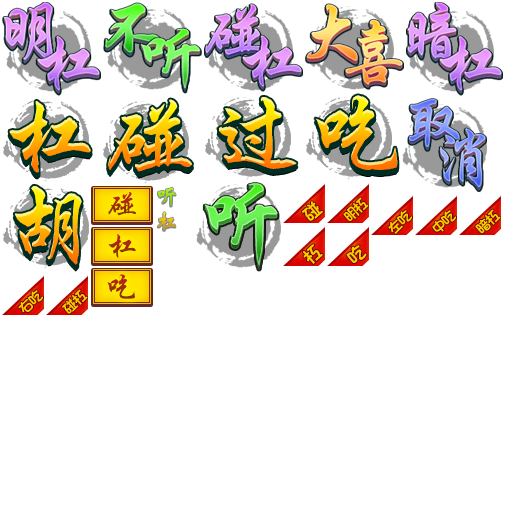 明杠 不听 碰杠 大喜 暗杠
杠 碰 过 吃 取消
胡 碰 听 听 碰 明杠 左吃 中吃 暗杠
杠 杠 杠 吃
吃 右吃 碰杠